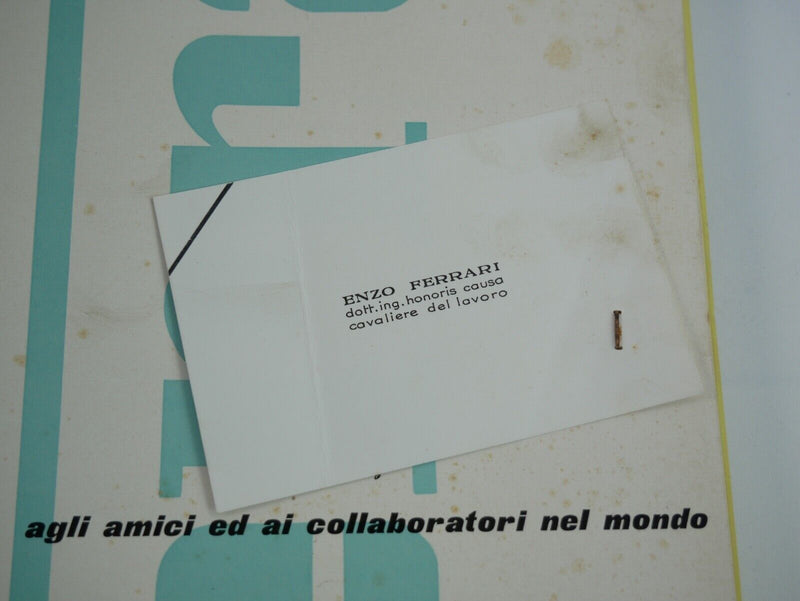 ENZO FERRARI
dott.ing.honoris causa
cavaliere del lavoro
agli amici ed ai collaboratori nel mondo